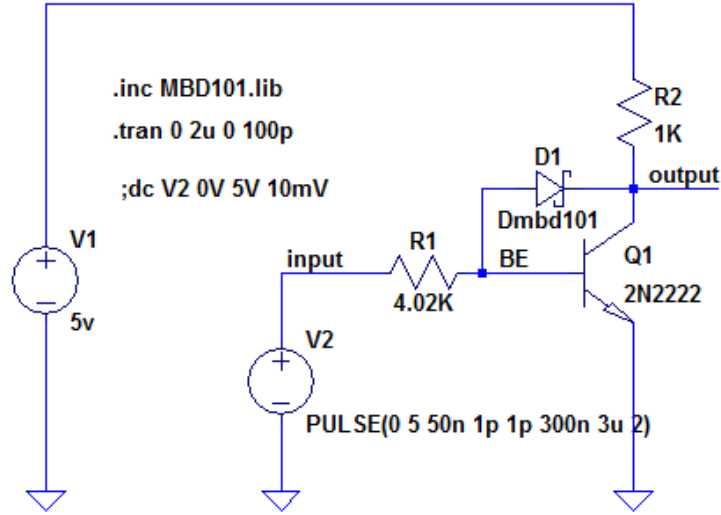 .inc MBD101.lib
R2
.tran 0 2u 0 100p
1K
D1
output
;dc V2 0V 5V 10mV
Dmbd101
V1
R1
input
BE
Q1
4.02K
2N2222
5v
V2
PULSE(0 5 50n 1p 1p 300n 3u 2)